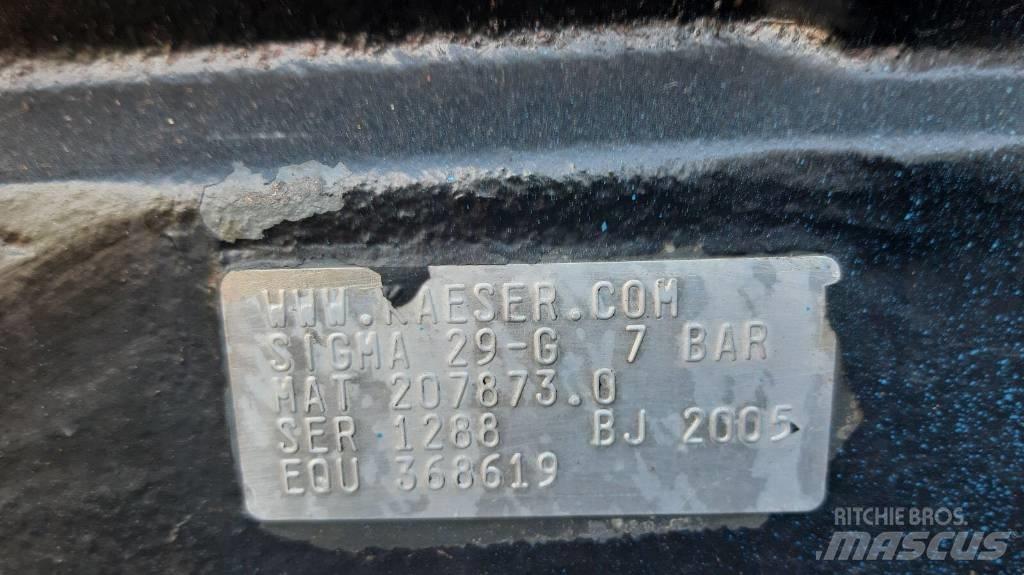 WWW.KAESER.COM
SIGMA 29-G 7 BAR
MAT 207873.0
SER 1288 BJ 2005
EQU 368619
RITCHIE BROS.
MASCUS